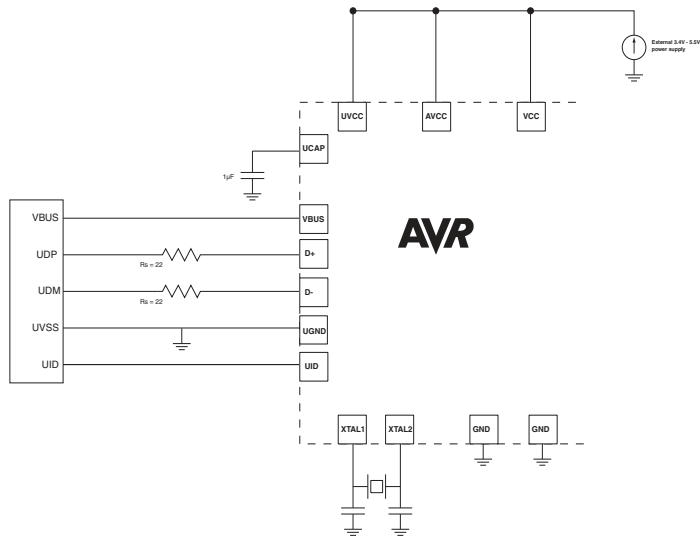 External 3.4V - 5.5V
power supply
UVCC
AVCC
VCC
UCAP
1µF
VBUS
VBUS
UDP
Rs = 22
D+
UDM
Rs = 22
D-
UVSS
UGND
UID
UID
AVR
XTAL1
XTAL2
GND
GND